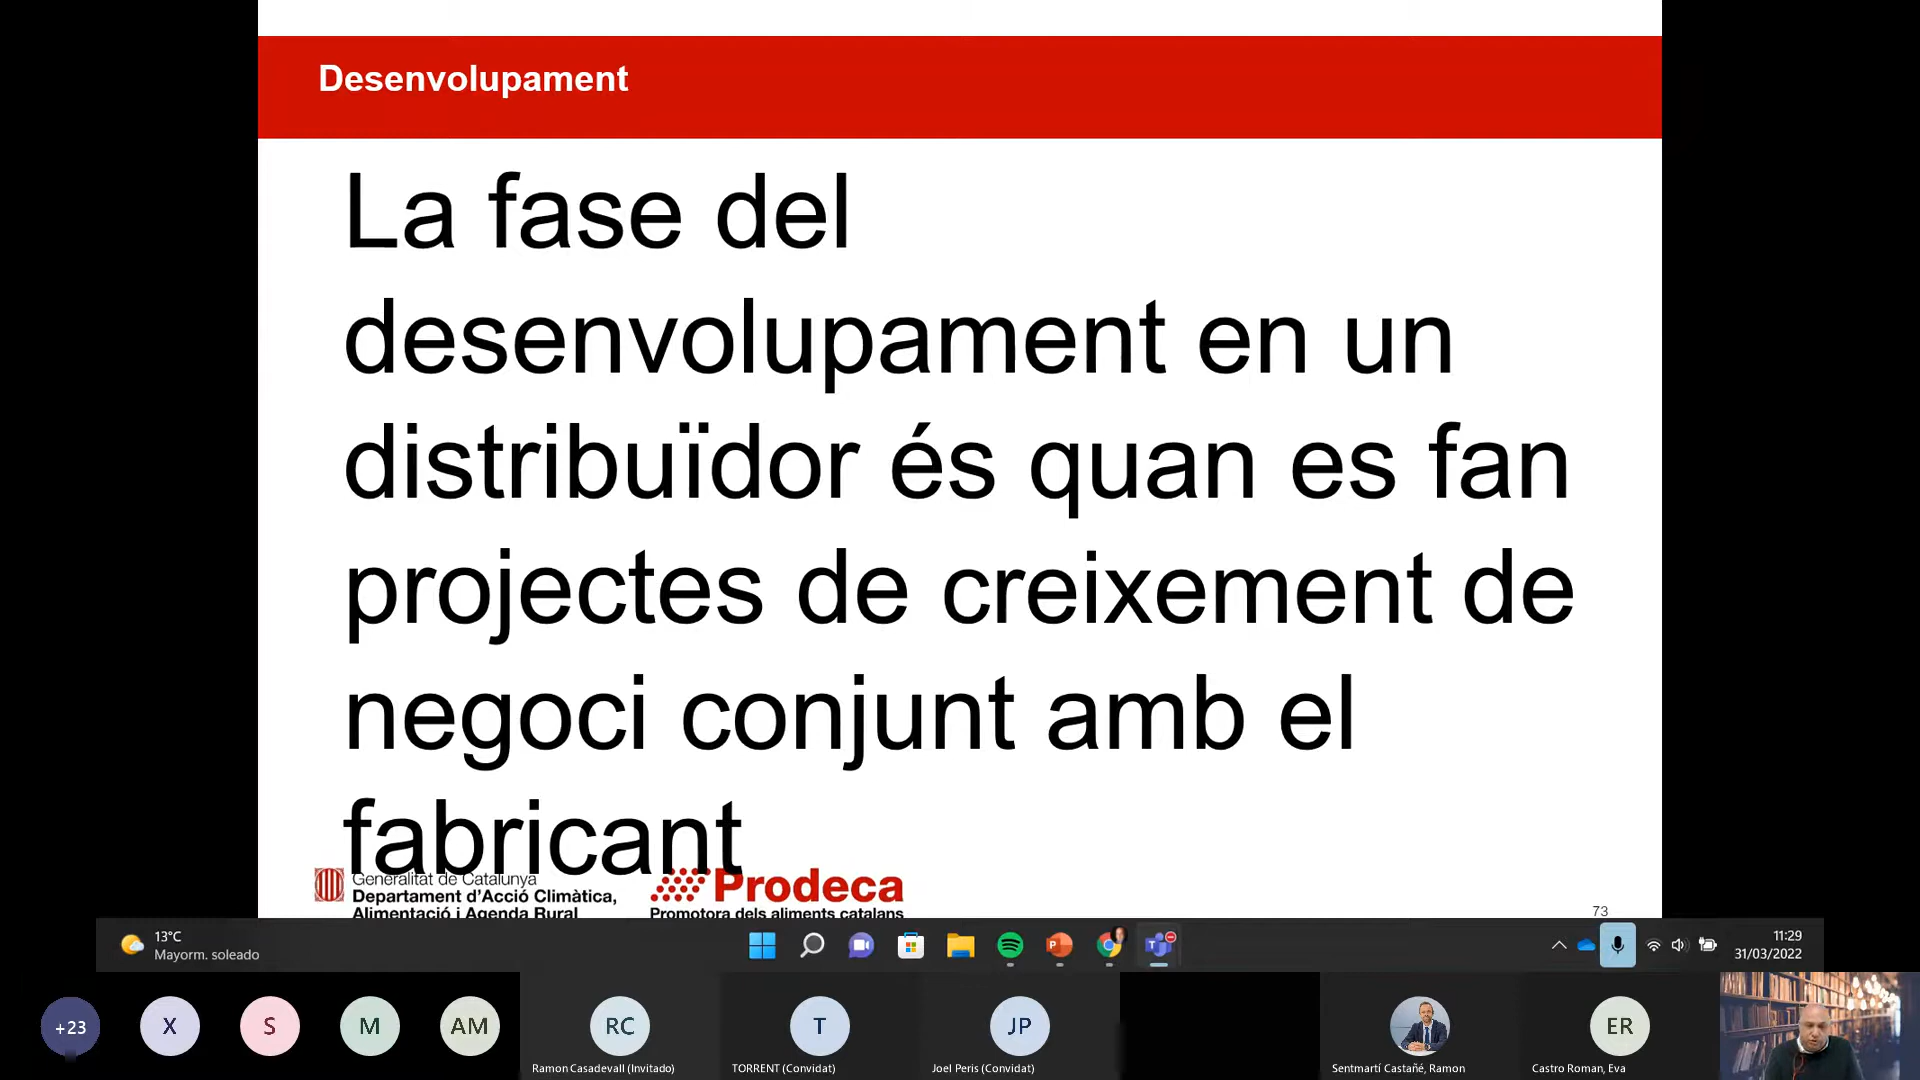 Desenvolupament
La fase del
desenvolupament en un
distribuïdor és quan es fan
projectes de creixement de
negoci conjunt amb el
fabricant
Generalitat de Catalunya
Departament d'Acció Climàtica,
Alimentació i Agenda Rural
Prodeca
Promotora dels aliments catalans
73
13°C
Mayorm. soleado
11:29
31/03/2022
+23
X
S
M
AM
RC
T
JP
ER
Ramon Casadevall (Invitado)
TORRENT (Convidat)
Joel Peris (Convidat)
Sentmartí Castañé, Ramon
Castro Roman, Eva